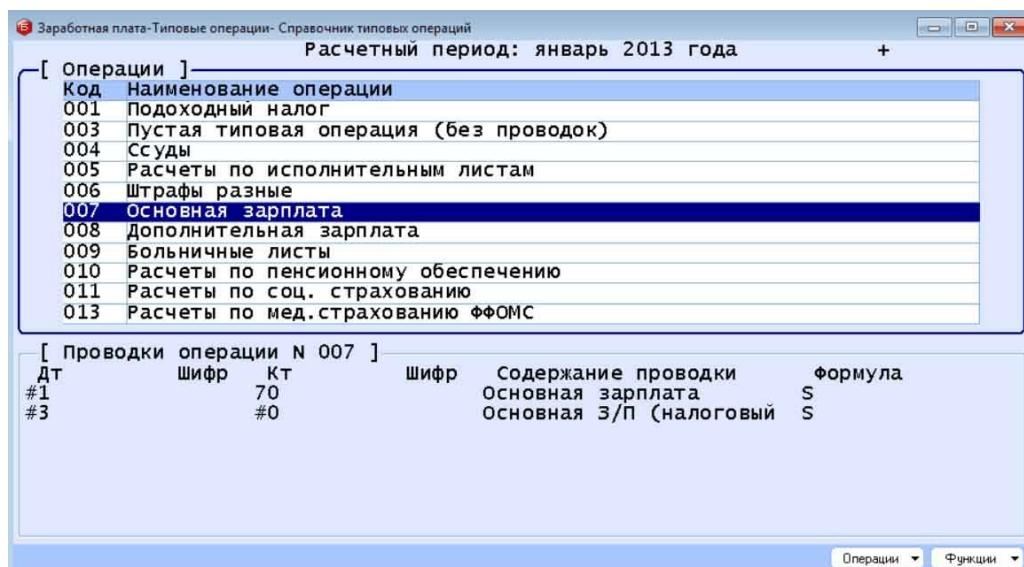 Заработная плата-Типовые операции- Справочник типовых операций
Расчетный период: январь 2013 года +
[ Операции ]
Код Наименование операции
001 Подоходный налог
003 Пустая типовая операция (без проводок)
004 Ссуды
005 Расчеты по исполнительным листам
006 Штрафы разные
007 Основная зарплата
008 Дополнительная зарплата
009 Больничные листы
010 Расчеты по пенсионному обеспечению
011 Расчеты по соц. страхованию
013 Расчеты по мед.страхованию ФФОМС
[ Проводки операции N 007 ]
Дт Шифр Кт Шифр Содержание проводки Формула
#1 70 Основная зарплата S
#3 #0 Основная З/П (налоговый S
Операции Функции